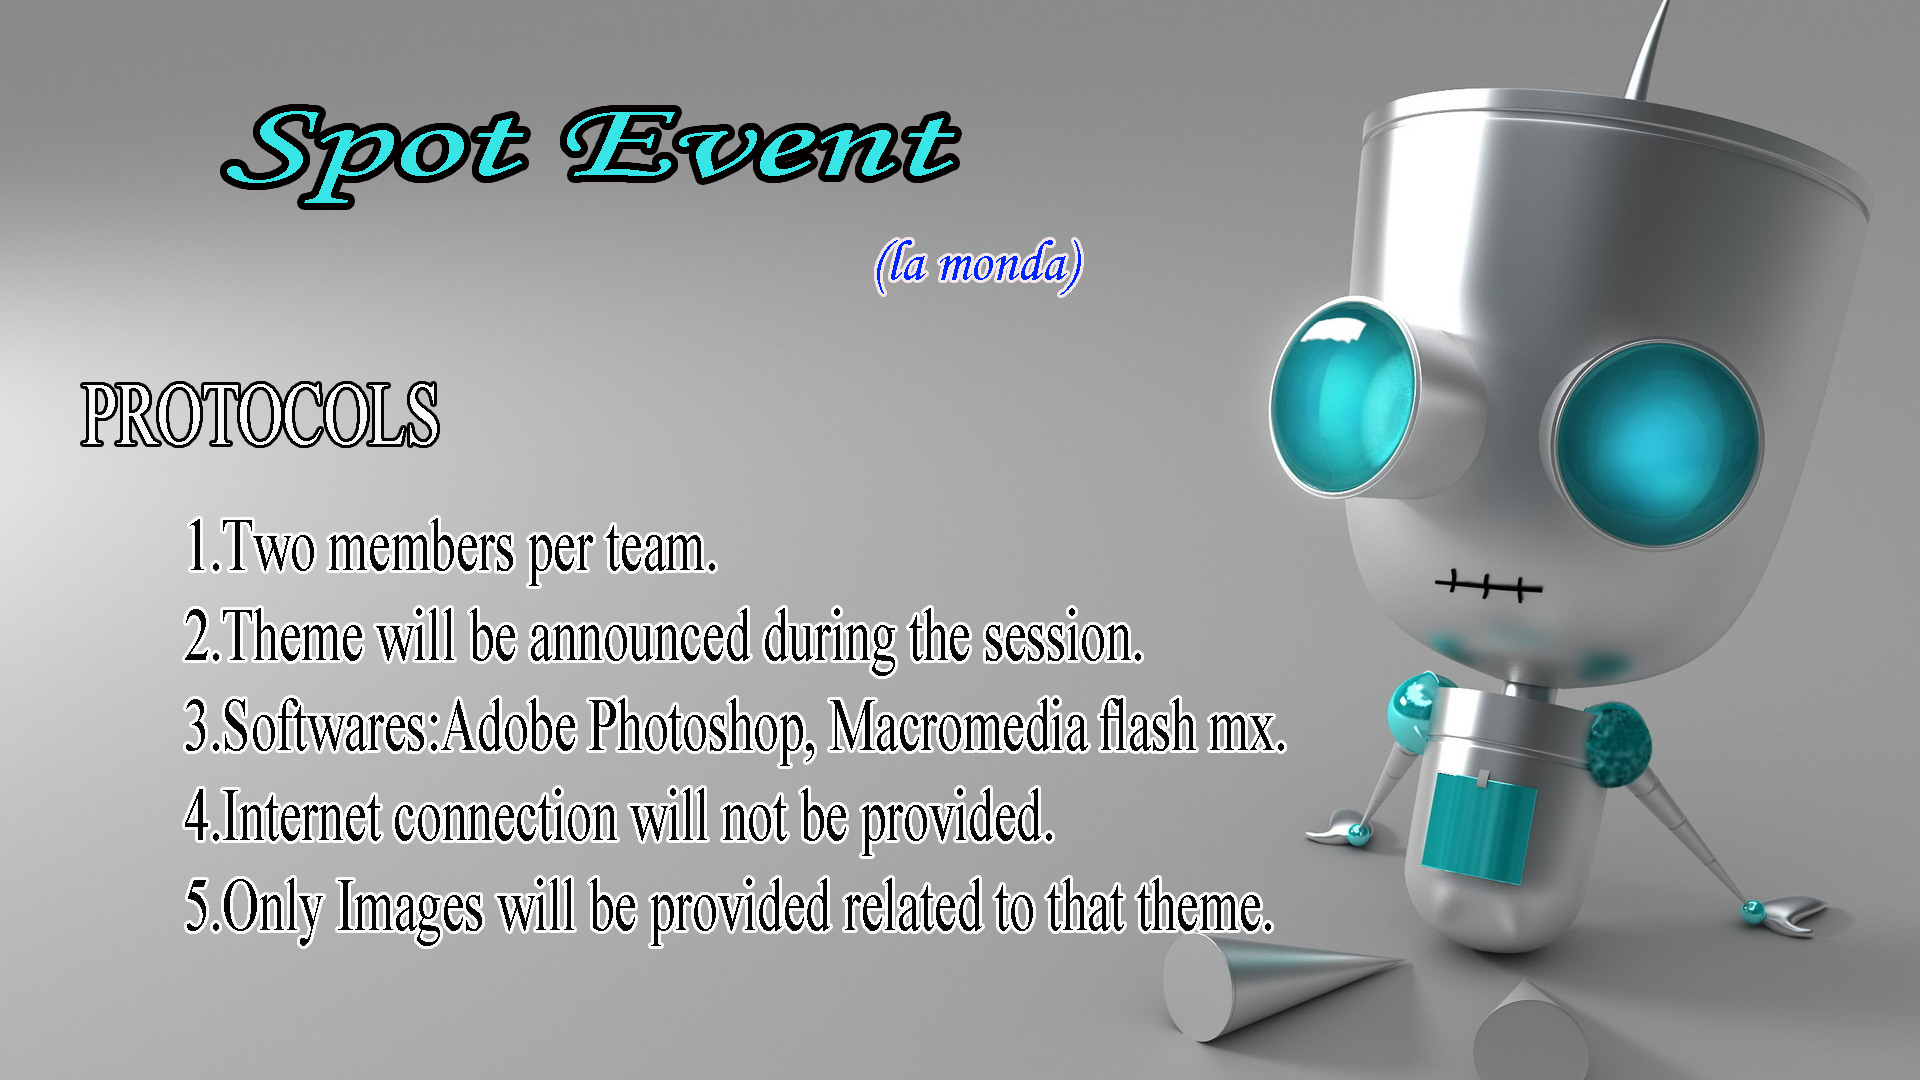 Spot Event
(la monda)
PROTOCOLS
1.Two members per team.
2.Theme will be announced during the session.
3.Softwares:Adobe Photoshop, Macromedia flash mx.
4.Internet connection will not be provided.
5.Only Images will be provided related to that theme.